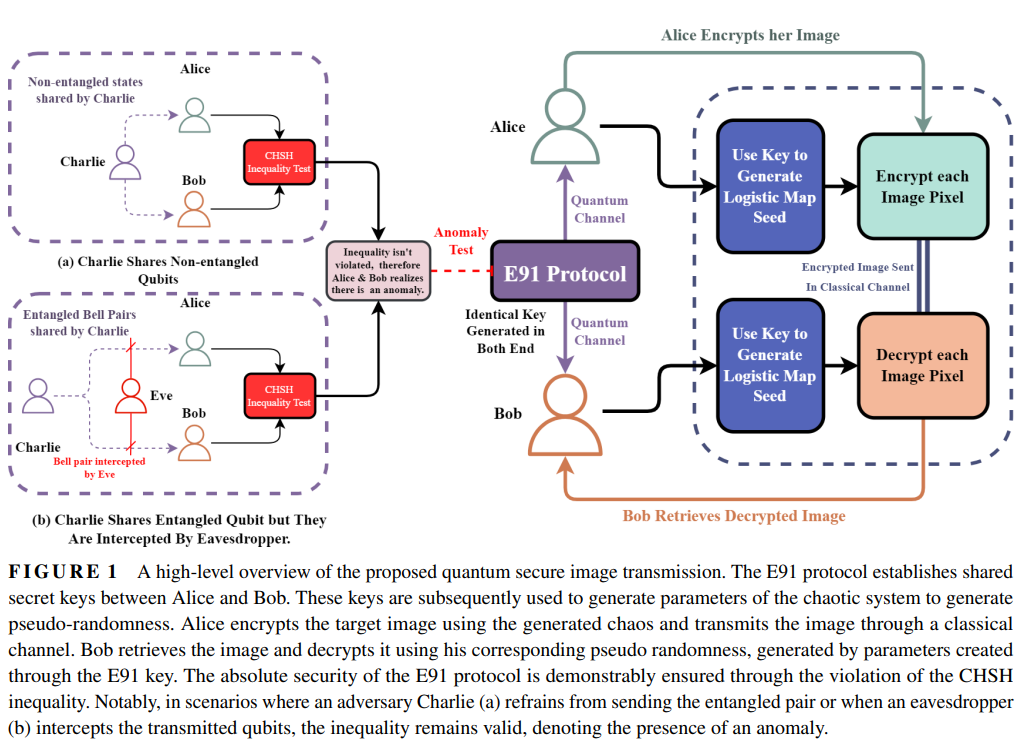 Alice Encrypts her Image
Alice
Non-entangled states
shared by Charlie
Charlie
CHSH
Inequality Test
Bob
(a) Charlie Shares Non-entangled
Qubits
Alice
Entangled Bell Pairs
shared by Charlie
Eve
CHSH
Inequality Test
Bob
Charlie
Bell pair intercepted
by Eve
(b) Charlie Shares Entangled Qubit but They
Are Intercepted By Eavesdropper.
Inequality isn't
violated, therefore
Alice & Bob realizes
there is an anomaly.
Anomaly
Test
Alice
Quantum
Channel
E91 Protocol
Identical Key
Generated in
Both End
Quantum
Channel
Bob
Use Key to
Generate
Logistic Map
Seed
Encrypt each
Image Pixel
Encrypted Image Sent
In Classical Channel
Use Key to
Generate
Logistic Map
Seed
Decrypt each
Image Pixel
Bob Retrieves Decrypted Image
FIGURE 1 A high-level overview of the proposed quantum secure image transmission. The E91 protocol establishes shared
secret keys between Alice and Bob. These keys are subsequently used to generate parameters of the chaotic system to generate
pseudo-randomness. Alice encrypts the target image using the generated chaos and transmits the image through a classical
channel. Bob retrieves the image and decrypts it using his corresponding pseudo randomness, generated by parameters created
through the E91 key. The absolute security of the E91 protocol is demonstrably ensured through the violation of the CHSH
inequality. Notably, in scenarios where an adversary Charlie (a) refrains from sending the entangled pair or when an eavesdropper
(b) intercepts the transmitted qubits, the inequality remains valid, denoting the presence of an anomaly.